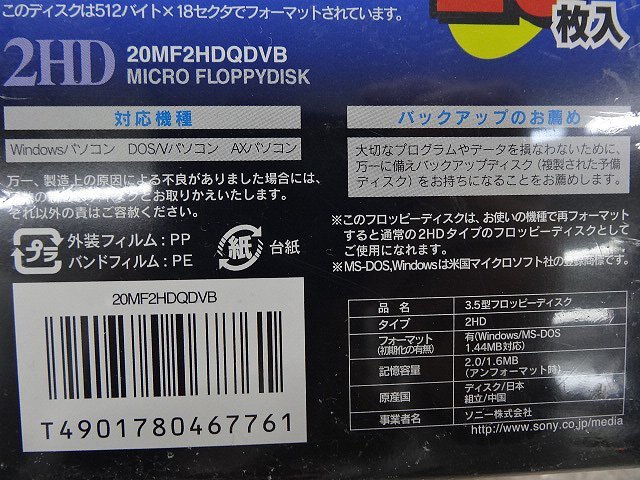 このディスクは512バイト×18セクタでフォーマットされています。
枚入
2HD 20MF2HDQDVB
MICRO FLOPPYDISK
対応機種
Windowsパソコン DOS/Vパソコン AXパソコン
万一、製造上の原因による不良がありました場合には、
とお取りかえいたします。
それ以外の責はご容赦ください。
プラ 外装フィルム:PP
バンドフィルム:PE
紙 台紙
バックアップのお薦め
大切なプログラムやデータを損なわないために、
万一に備えバックアップディスク(複製された予備
ディスク)をお持ちになることをお薦めします。
※このフロッピーディスクは、お使いの機種で再フォーマット
すると通常の2HDタイプのフロッピーディスクとして
ご使用になれます。
※MS-DOS,Windowsは米国マイクロソフト社の登録商標です。
20MF2HDQDVB
T4901780467761
品名 3.5型フロッピーディスク
タイプ 2HD
フォーマット(初期化の有無) 有(Windows/MS-DOS 1.44MB対応)
記憶容量 2.0/1.6MB(アンフォーマット時)
原産国 ディスク/日本 組立/中国
事業者名 ソニー株式会社
http://www.sony.co.jp/media